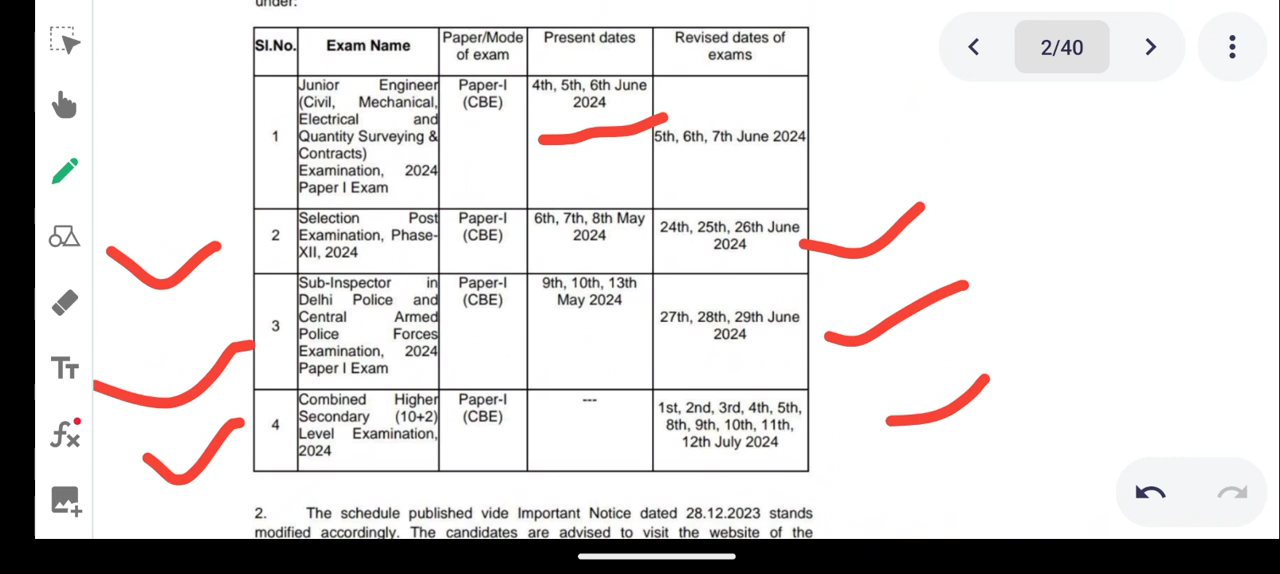 under:
Sl.No. Exam Name Paper/Mode of exam Present dates Revised dates of exams
1 Junior Engineer (Civil, Mechanical, Electrical and Quantity Surveying & Contracts) Examination, 2024 Paper I Exam Paper-I (CBE) 4th, 5th, 6th June 2024 5th, 6th, 7th June 2024
2 Selection Post Examination, Phase-XII, 2024 Paper-I (CBE) 6th, 7th, 8th May 2024 24th, 25th, 26th June 2024
3 Sub-Inspector in Delhi Police and Central Armed Police Forces Examination, 2024 Paper I Exam Paper-I (CBE) 9th, 10th, 13th May 2024 27th, 28th, 29th June 2024
4 Combined Higher Secondary (10+2) Level Examination, 2024 Paper-I (CBE) --- 1st, 2nd, 3rd, 4th, 5th, 8th, 9th, 10th, 11th, 12th July 2024
2. The schedule published vide Important Notice dated 28.12.2023 stands
modified accordingly. The candidates are advised to visit the website of the
2/40
TT
fx